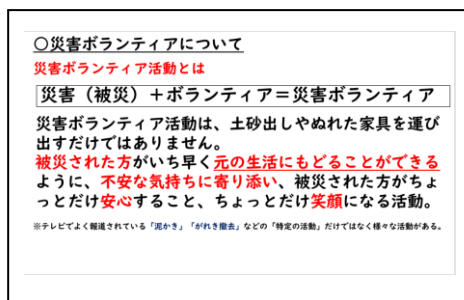 〇災害ボランティアについて
災害ボランティア活動とは
災害（被災）＋ボランティア＝災害ボランティア
災害ボランティア活動は、土砂出しやぬれた家具を運び
出すだけではありません。
被災された方がいち早く元の生活にもどることができる
ように、不安な気持ちに寄り添い、被災された方がちょ
っとだけ安心すること、ちょっとだけ笑顔になる活動。
※テレビでよく報道されている「泥かき」「がれき撤去」などの「特定の活動」だけではなく様々な活動がある。